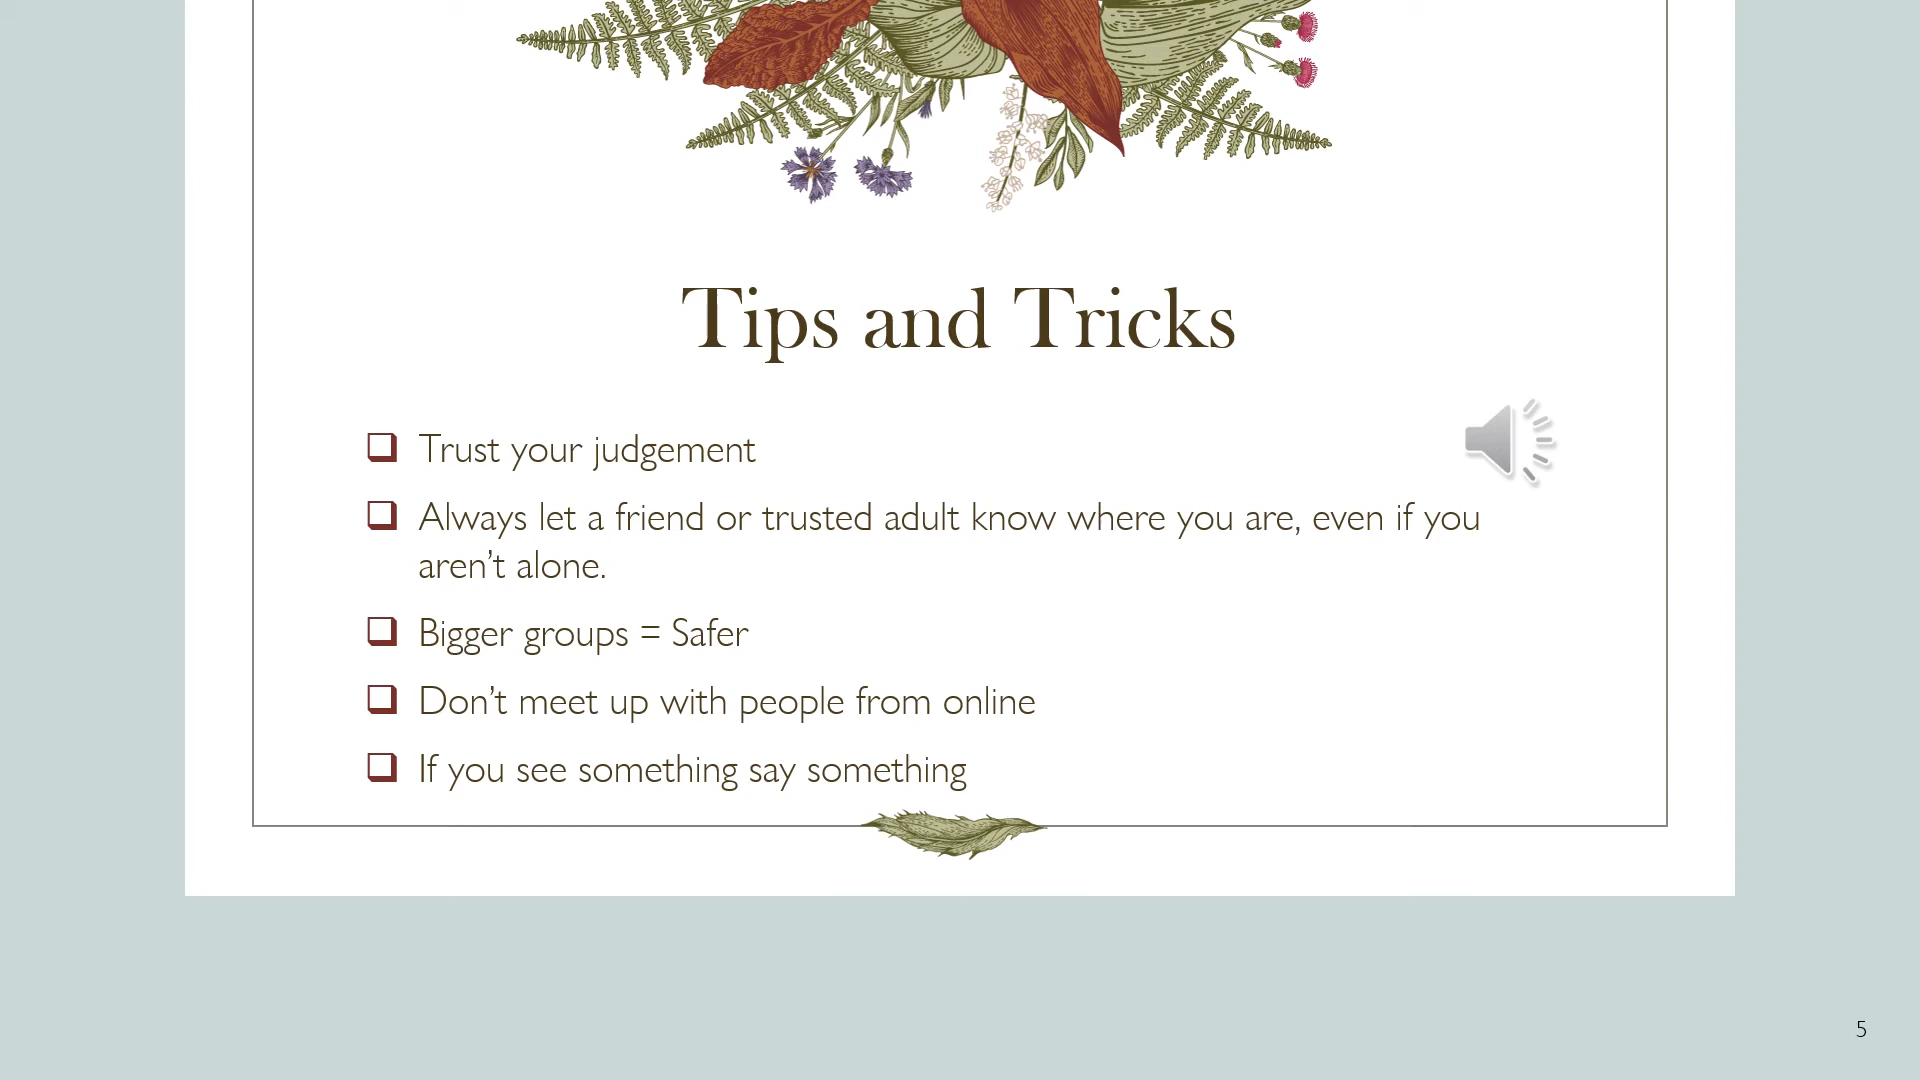 Tips and Tricks
Trust your judgement
Always let a friend or trusted adult know where you are, even if you
aren’t alone.
Bigger groups = Safer
Don’t meet up with people from online
If you see something say something
5